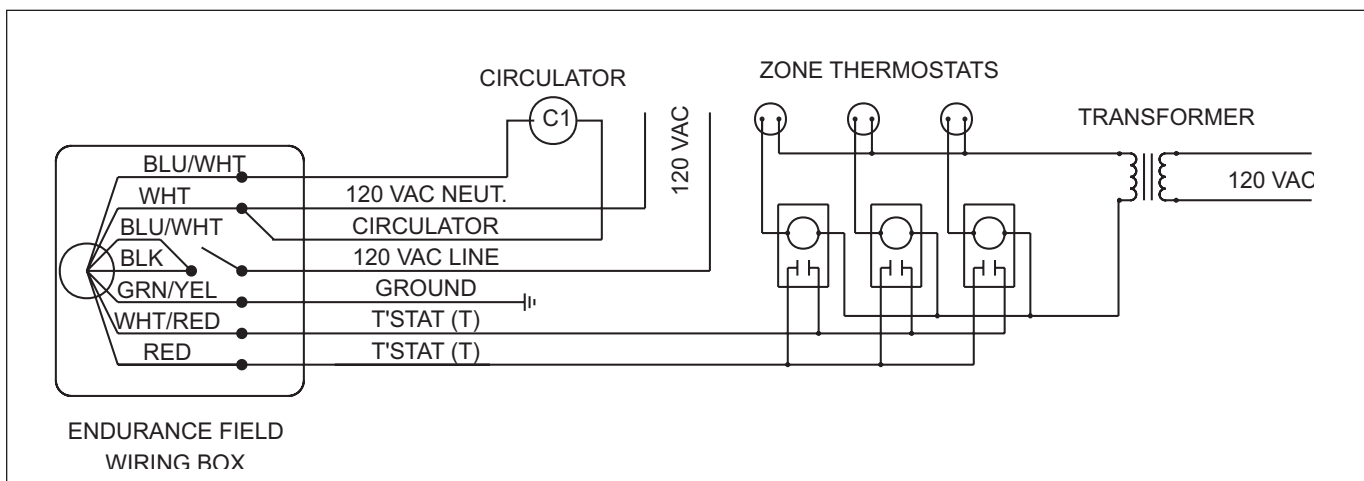 CIRCULATOR
C1
120 VAC
ZONE THERMOSTATS
TRANSFORMER
120 VAC
BLU/WHT
WHT
120 VAC NEUT.
BLU/WHT
CIRCULATOR
BLK
120 VAC LINE
GRN/YEL
GROUND
WHT/RED
T'STAT (T)
RED
T'STAT (T)
ENDURANCE FIELD
WIRING BOX